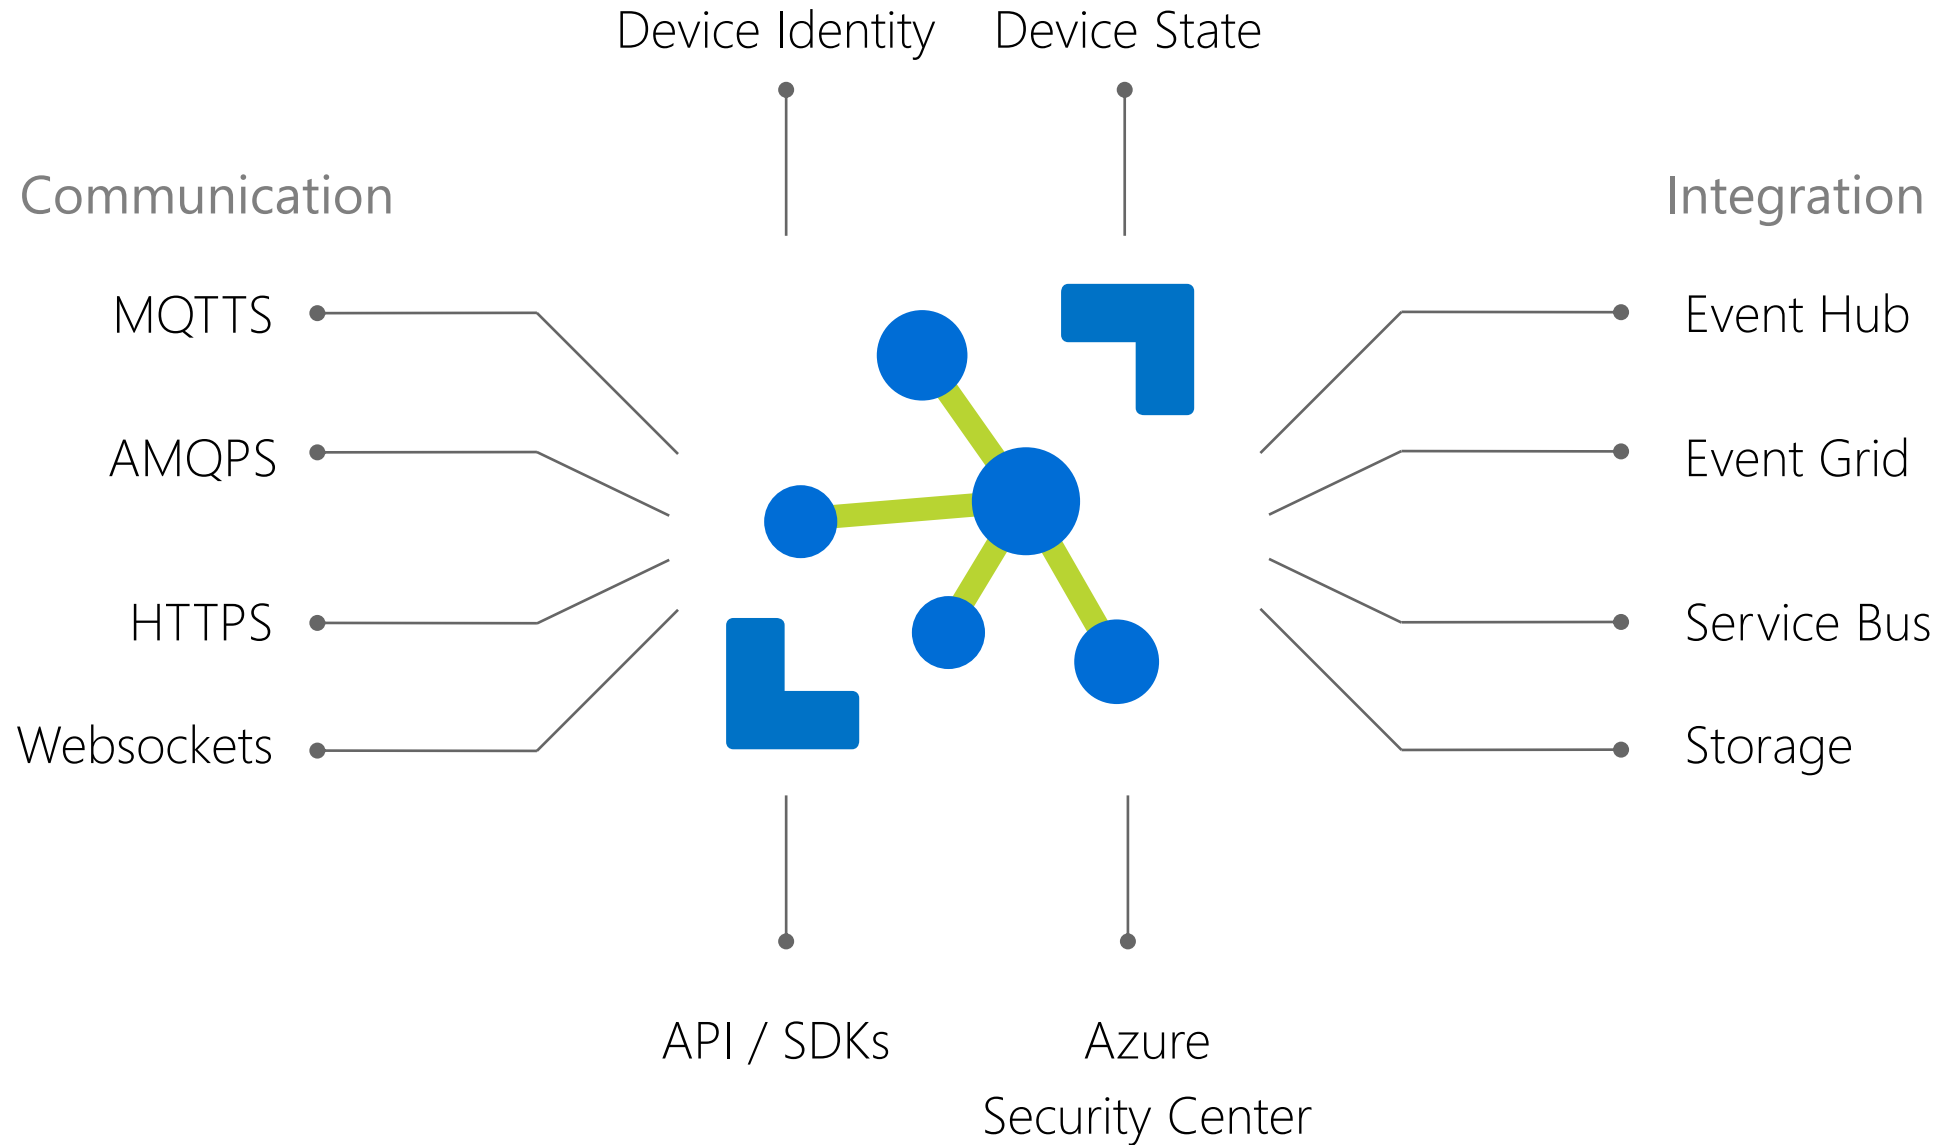 Device Identity
Device State
Communication
MQTTS
AMQPS
HTTPS
Websockets
Integration
Event Hub
Event Grid
Service Bus
Storage
API / SDKs
Azure
Security Center